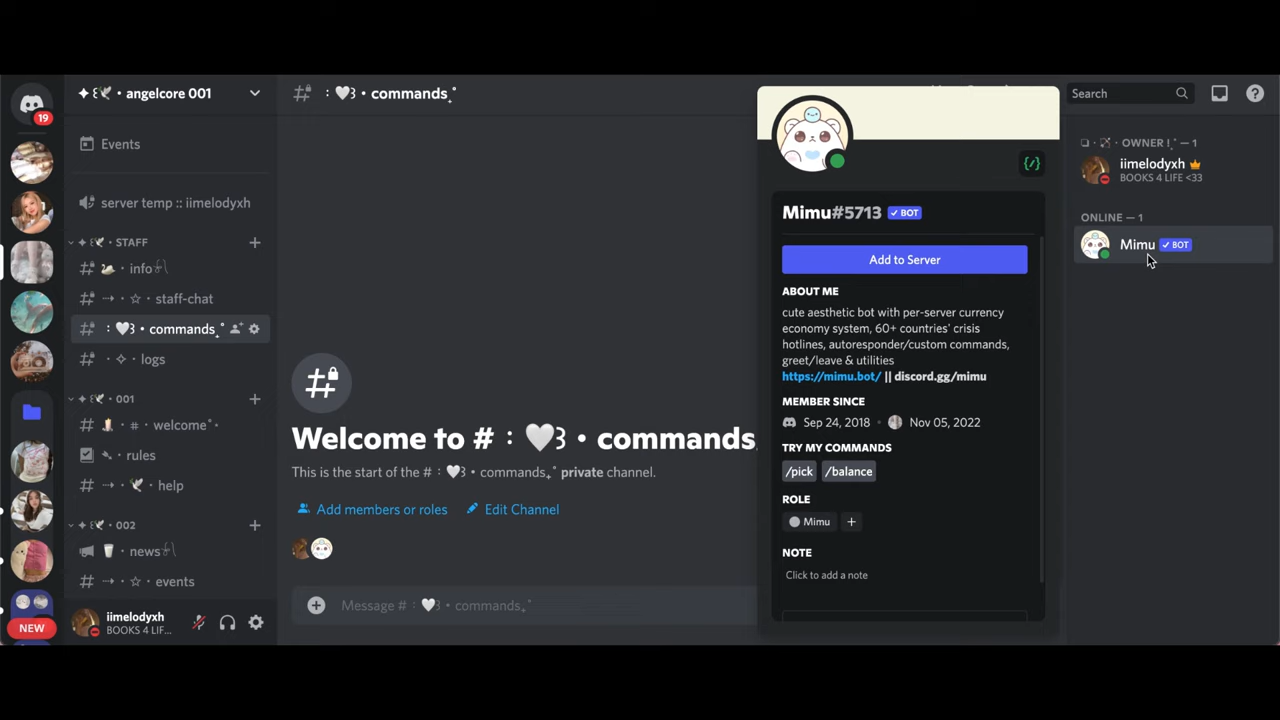 19
✦ ꒰🕊 • angelcore 001
Events
server temp :: iimelodyxh
✦ ꒰🕊 • STAFF
🦢 • info
⇢ • ☆ • staff-chat
: 🤍꒱ • commands
• ✧ • logs
✦ ꒰🕊 • 001
🕯 • # • welcome
• rules
⇢ • 🕊 • help
✦ ꒰🕊 • 002
🥛 • news
⇢ • ☆ • events
NEW
iimelodyxh
BOOKS 4 LIF...
# : 🤍꒱ • commands
Welcome to # : 🤍꒱ • commands
This is the start of the # : 🤍꒱ • commands private channel.
Add members or roles Edit Channel
Message # : 🤍꒱ • commands
Mimu#5713 ✓ BOT
Add to Server
ABOUT ME
cute aesthetic bot with per-server currency
economy system, 60+ countries' crisis
hotlines, autoresponder/custom commands,
greet/leave & utilities
https://mimu.bot/ || discord.gg/mimu
MEMBER SINCE
Sep 24, 2018 • Nov 05, 2022
TRY MY COMMANDS
/pick /balance
ROLE
Mimu +
NOTE
Click to add a note
Search
OWNER ! — 1
iimelodyxh
BOOKS 4 LIFE <33
ONLINE — 1
Mimu ✓ BOT